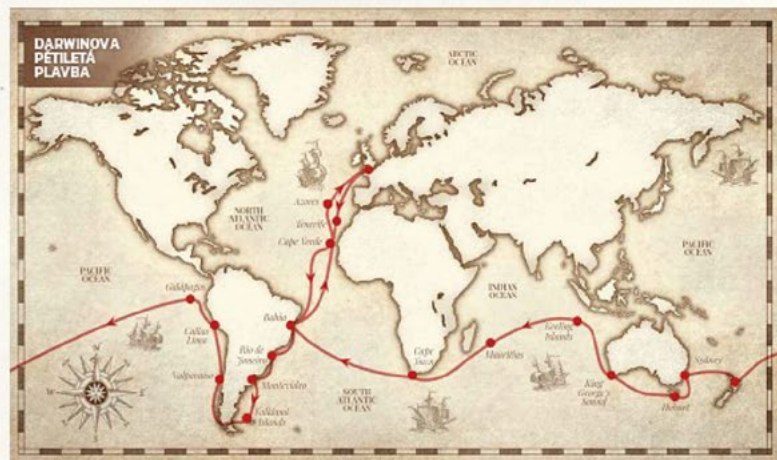 DARWINOVA
PĚTILETÁ
PLAVBA
ARCTIC
OCEAN
NORTH
ATLANTIC
OCEAN
Azores
Tenerife
Cape Verde
PACIFIC
OCEAN
PACIFIC
OCEAN
Galápagos
Callao
Lima
Bahia
INDIAN
OCEAN
Rio de
Janeiro
Valparaiso
Montevideo
Falkland
Islands
SOUTH
ATLANTIC
OCEAN
Cape
Town
Mauritius
Keeling
Islands
King
George's
Sound
Sydney
Hobart
N
W
E
S